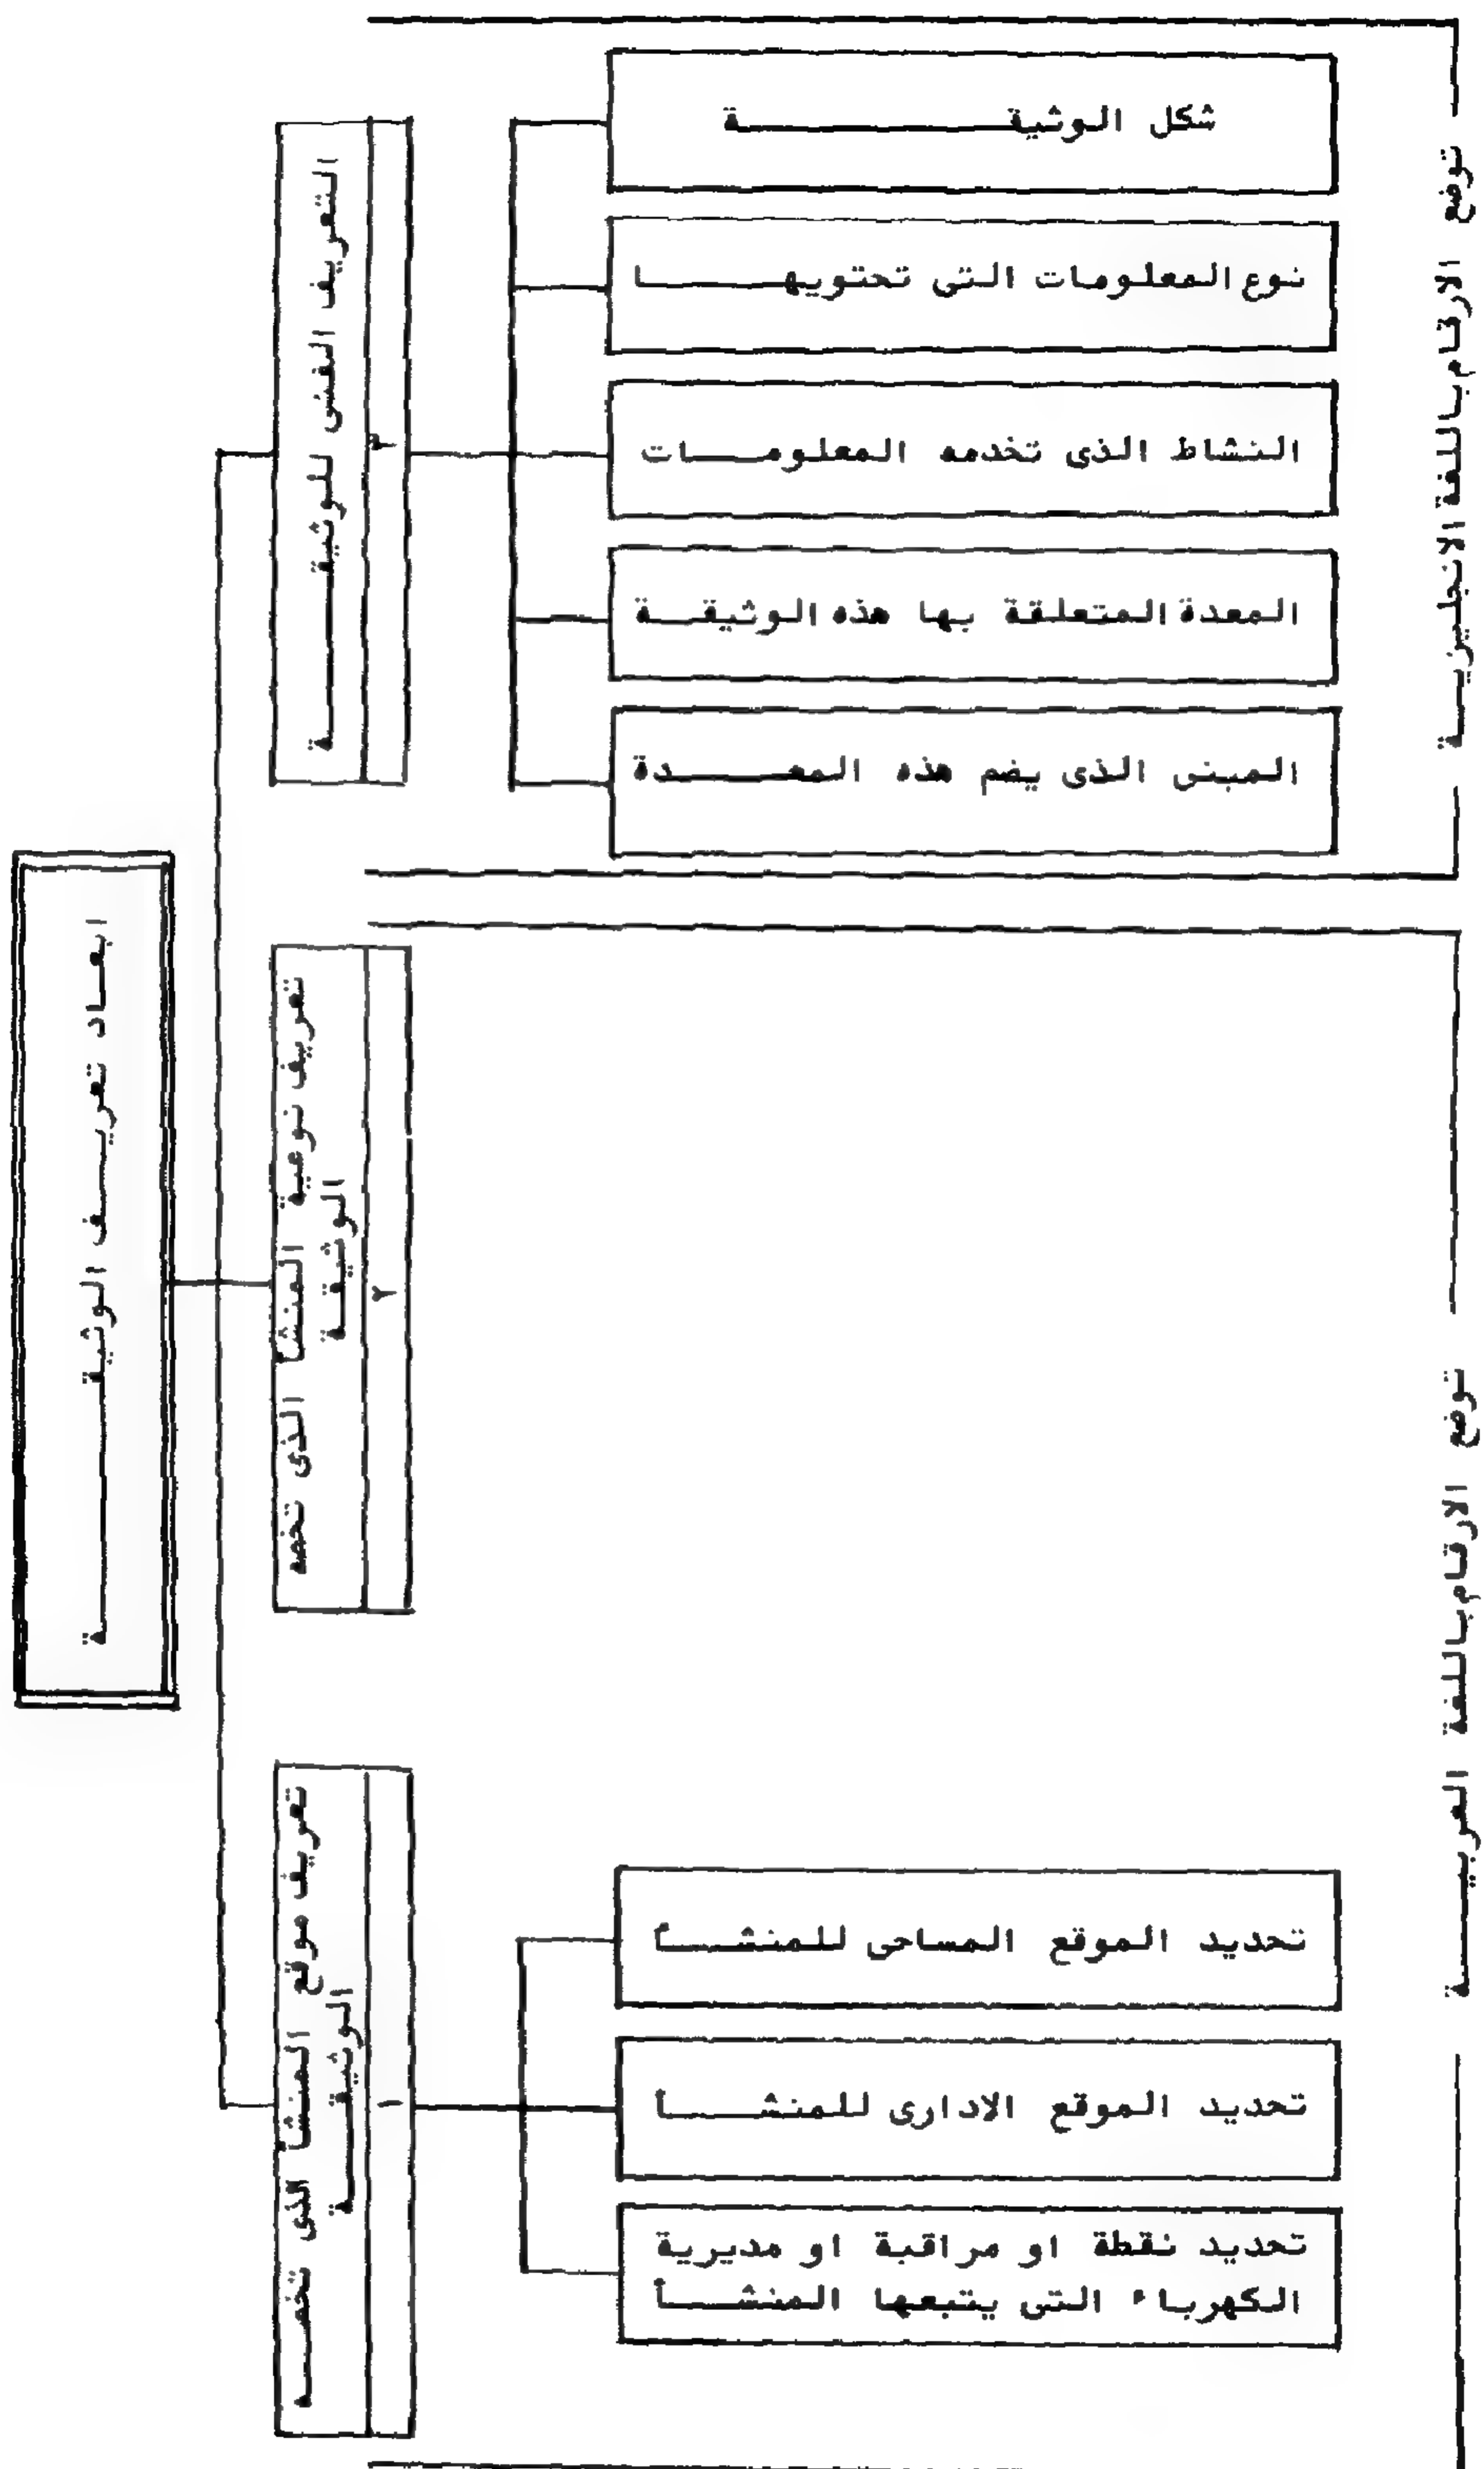 ابعاد تعريف الوثيقة
تعريف موقع المنشأ الذى تخصه
الوثيقة
١
تحديد الموقع المساحى للمنشأ
تحديد الموقع الادارى للمنشأ
تحديد نقطة او مراقبة او مديرية
الكهرباء التى يتبعها المنشأ
تعريف نوعية المنشأ الذى تخصه
الوثيقة
٢
توضع الارقام باللغة العربية
التعريف الفنى للوثيقة
٣
شكل الوثيقة
نوع المعلومات التى تحتويها
النشاط الذى تخدمه المعلومات
المعدة المتعلقة بها هذه الوثيقة
المبنى الذى يضم هذه المعدة
توضع الارقام باللغة الانجليزية